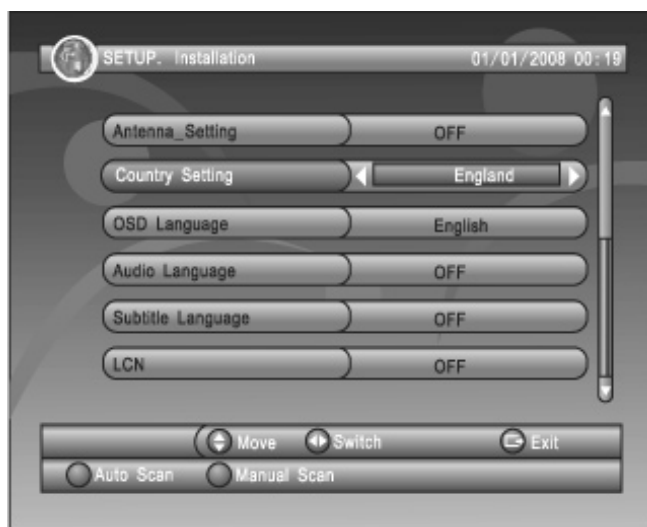 SETUP. Installation 01/01/2008 00:19
Antenna_Setting OFF
Country Setting England
OSD Language English
Audio Language OFF
Subtitle Language OFF
LCN OFF
Move Switch Exit
Auto Scan Manual Scan